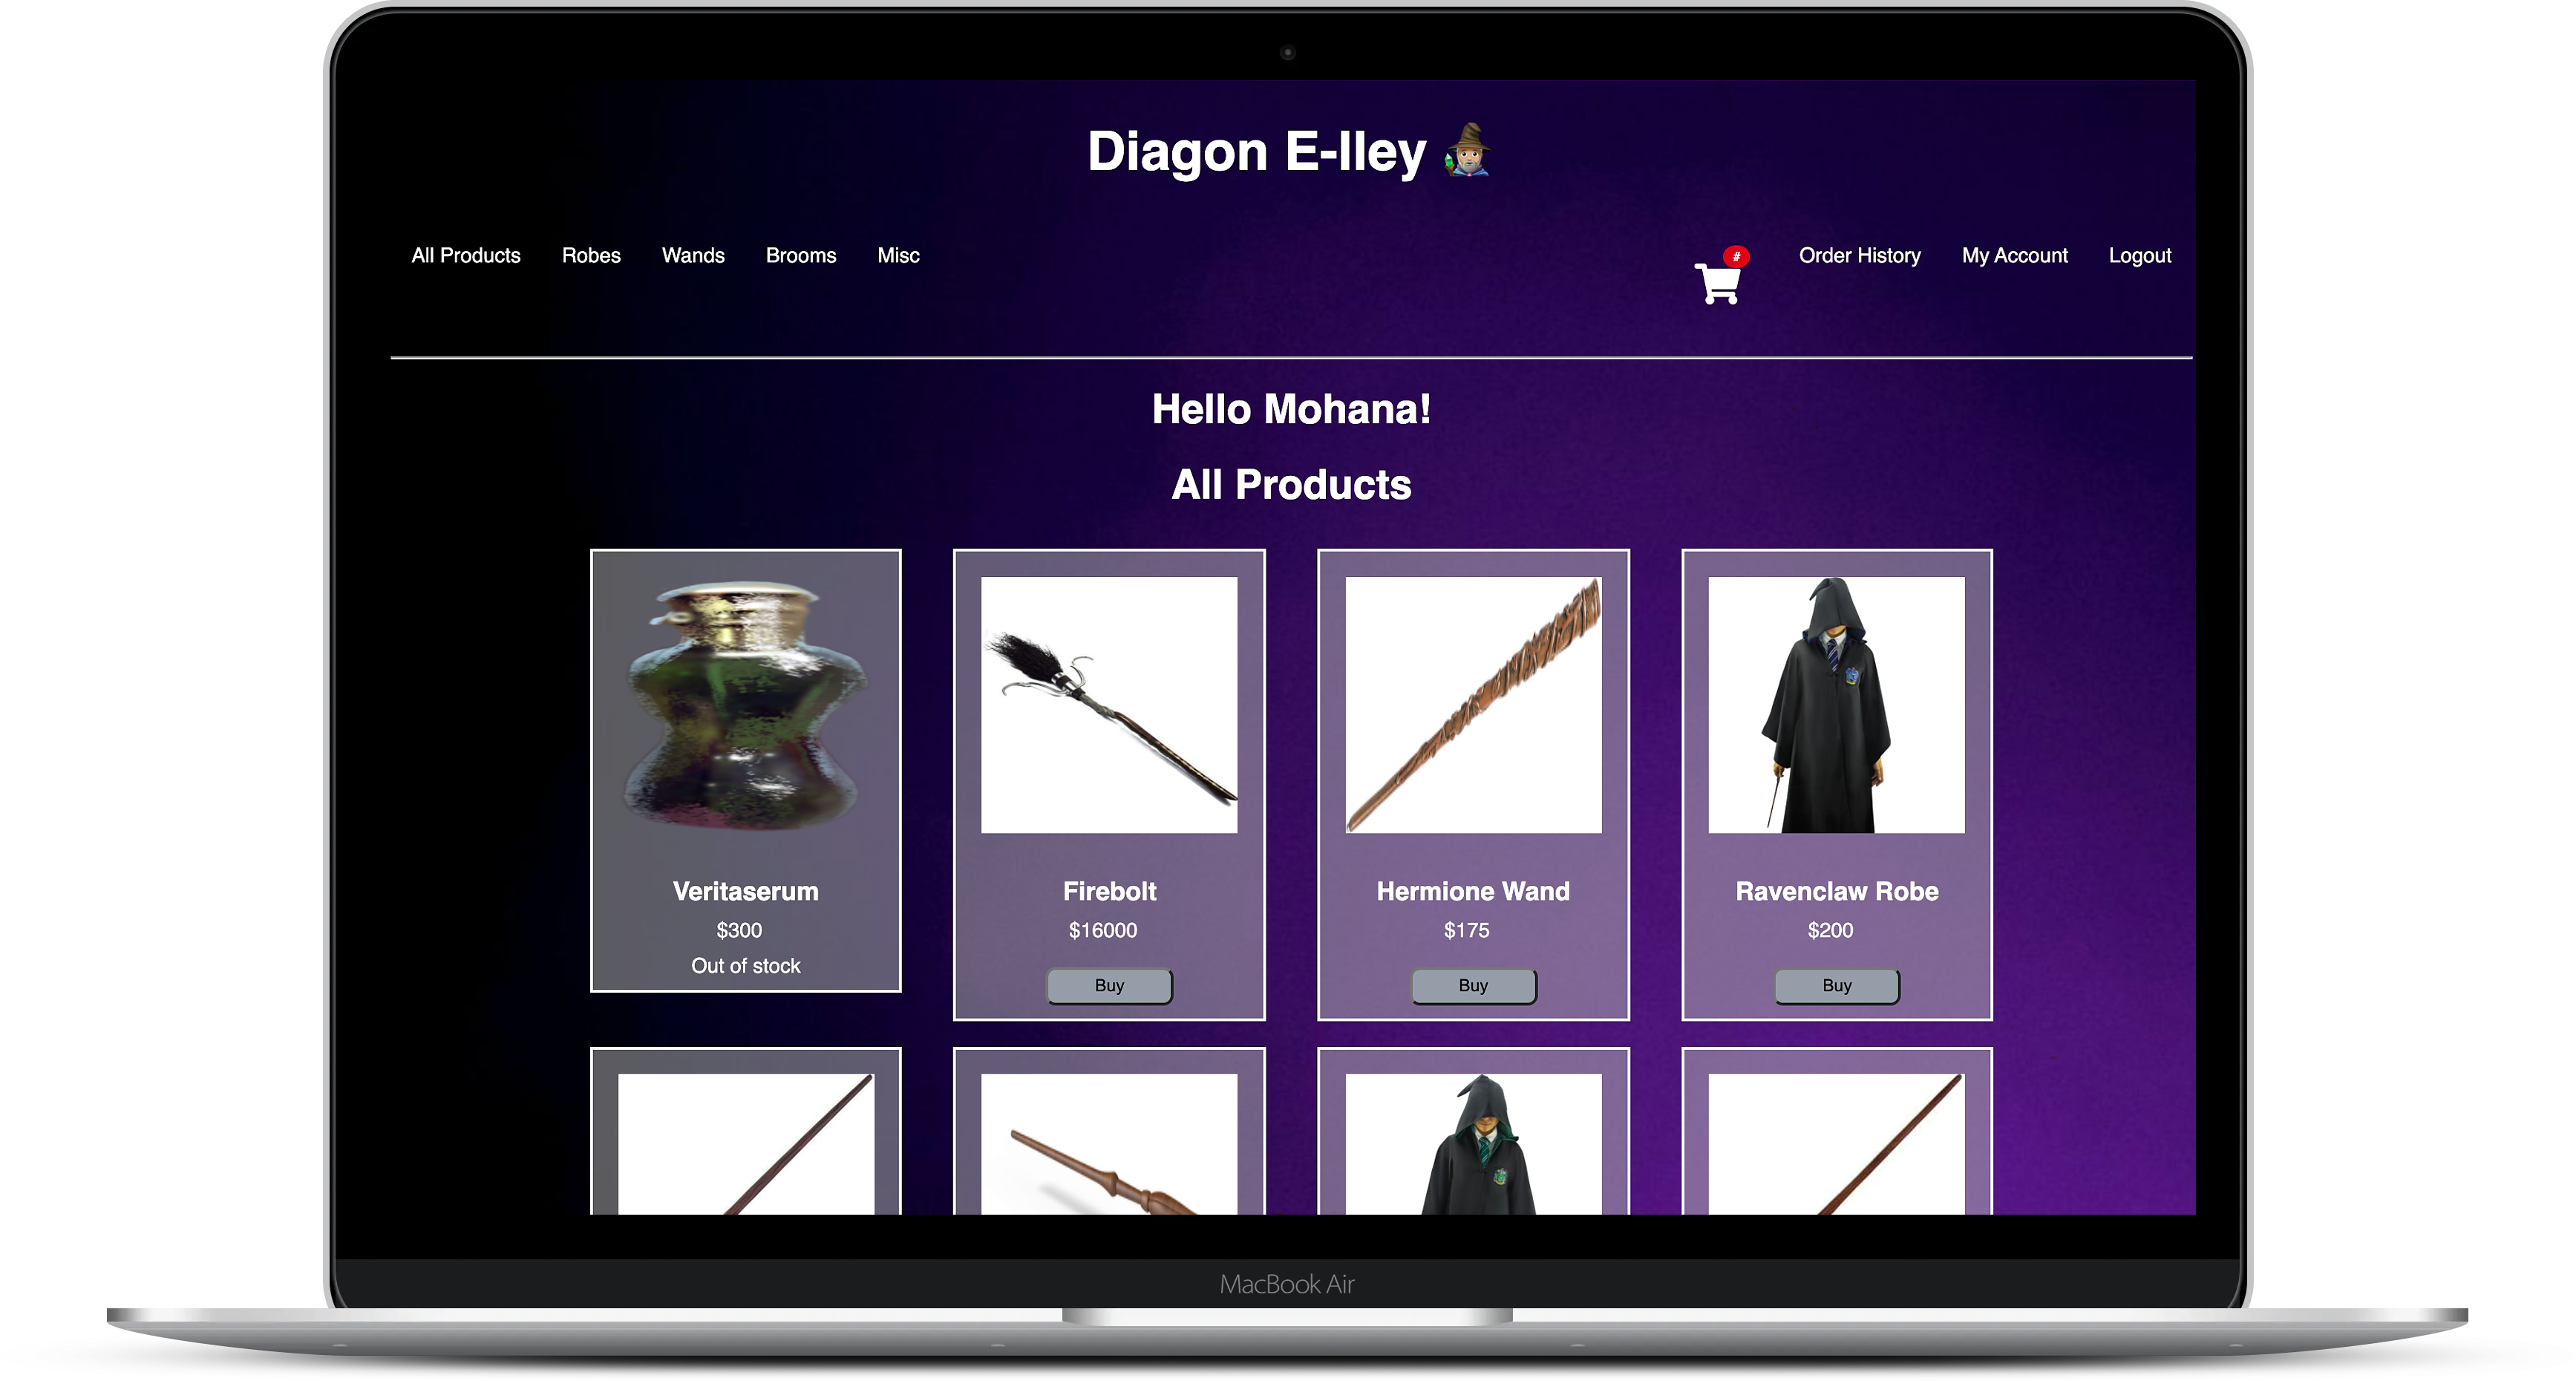 Diagon E-lley
All Products Robes Wands Brooms Misc # Order History My Account Logout
Hello Mohana!
All Products
Veritaserum Firebolt Hermione Wand Ravenclaw Robe
$300 $16000 $175 $200
Out of stock Buy Buy Buy
MacBook Air